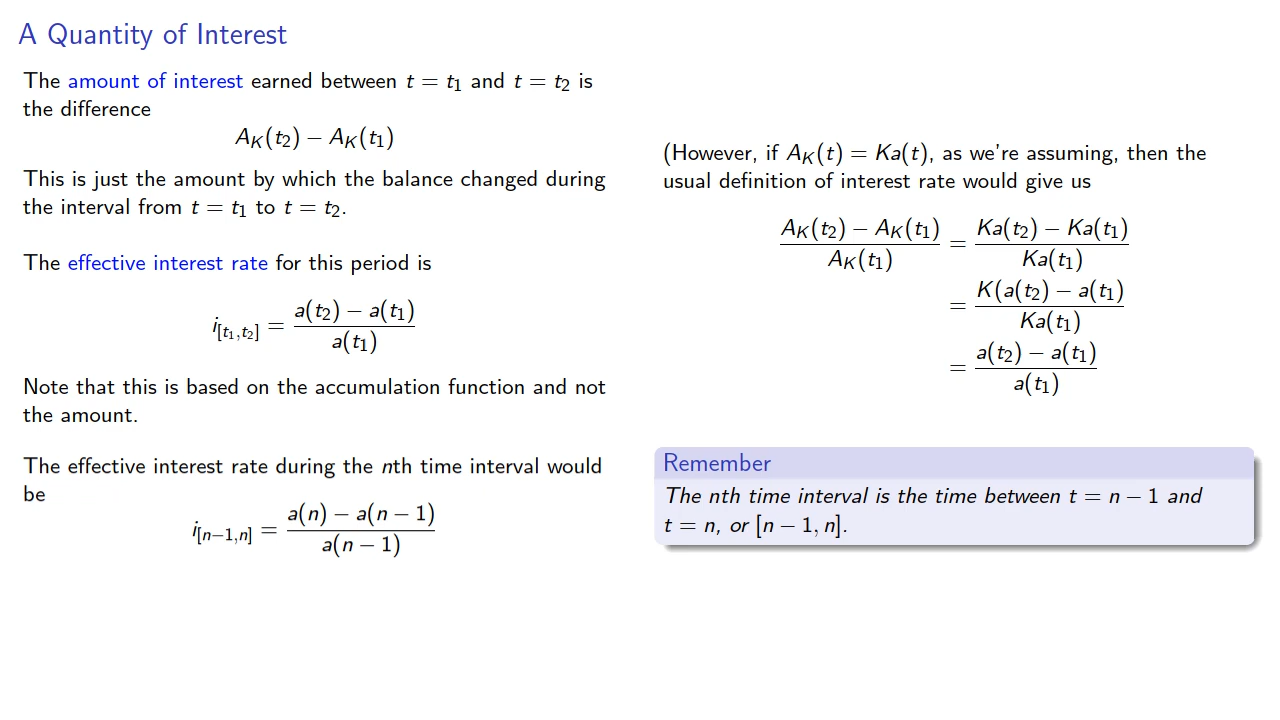 A Quantity of Interest
The amount of interest earned between t = t₁ and t = t₂ is
the difference
A_K(t₂) − A_K(t₁)
This is just the amount by which the balance changed during
the interval from t = t₁ to t = t₂.
The effective interest rate for this period is
i_[t₁,t₂] = (a(t₂) − a(t₁)) / a(t₁)
Note that this is based on the accumulation function and not
the amount.
The effective interest rate during the nth time interval would
be
i_[n−1,n] = (a(n) − a(n − 1)) / a(n − 1)
(However, if A_K(t) = Ka(t), as we're assuming, then the
usual definition of interest rate would give us
(A_K(t₂) − A_K(t₁)) / A_K(t₁) = (Ka(t₂) − Ka(t₁)) / Ka(t₁)
= K(a(t₂) − a(t₁) / Ka(t₁)
= (a(t₂) − a(t₁)) / a(t₁)
Remember
The nth time interval is the time between t = n − 1 and
t = n, or [n − 1, n].